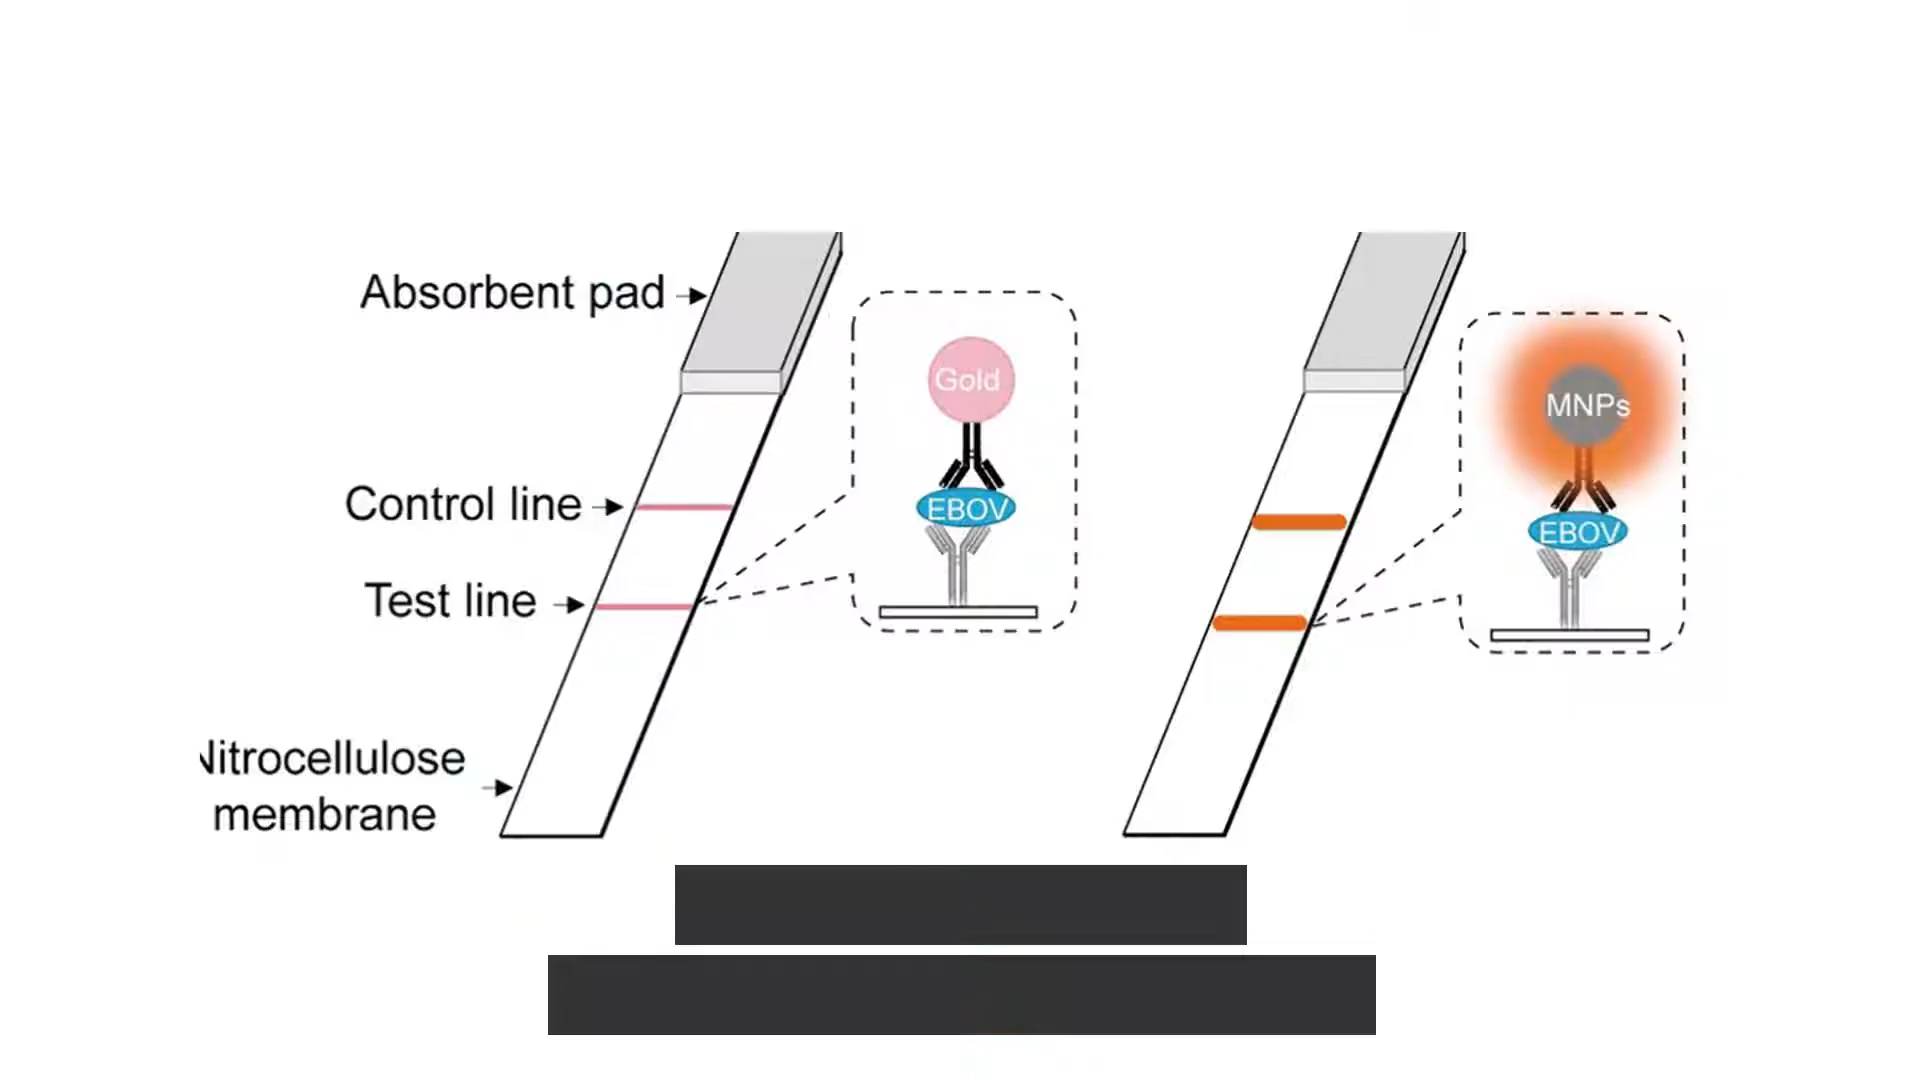 Absorbent pad
Gold
MNPs
Control line
EBOV
EBOV
Test line
Nitrocellulose
membrane